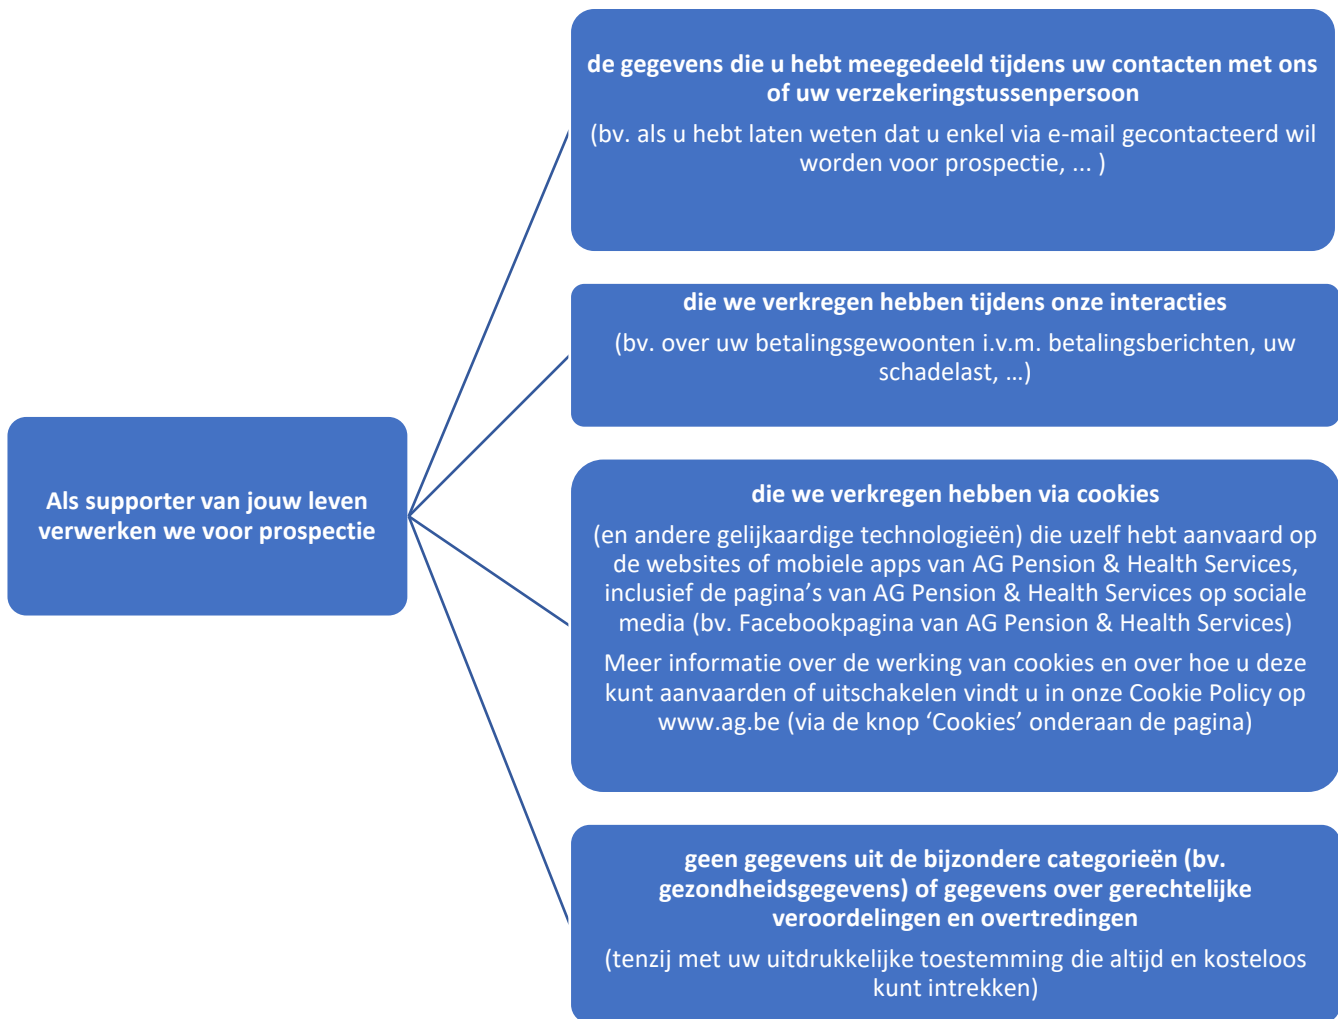 de gegevens die u hebt meegedeeld tijdens uw contacten met ons
of uw verzekeringstussenpersoon
(bv. als u hebt laten weten dat u enkel via e-mail gecontacteerd wil
worden voor prospectie, ... )
die we verkregen hebben tijdens onze interacties
(bv. over uw betalingsgewoonten i.v.m. betalingsberichten, uw
schadelast, …)
Als supporter van jouw leven
verwerken we voor prospectie
die we verkregen hebben via cookies
(en andere gelijkaardige technologieën) die uzelf hebt aanvaard op
de websites of mobiele apps van AG Pension & Health Services,
inclusief de pagina’s van AG Pension & Health Services op sociale
media (bv. Facebookpagina van AG Pension & Health Services)
Meer informatie over de werking van cookies en over hoe u deze
kunt aanvaarden of uitschakelen vindt u in onze Cookie Policy op
www.ag.be (via de knop ‘Cookies’ onderaan de pagina)
geen gegevens uit de bijzondere categorieën (bv.
gezondheidsgegevens) of gegevens over gerechtelijke
veroordelingen en overtredingen
(tenzij met uw uitdrukkelijke toestemming die altijd en kosteloos
kunt intrekken)